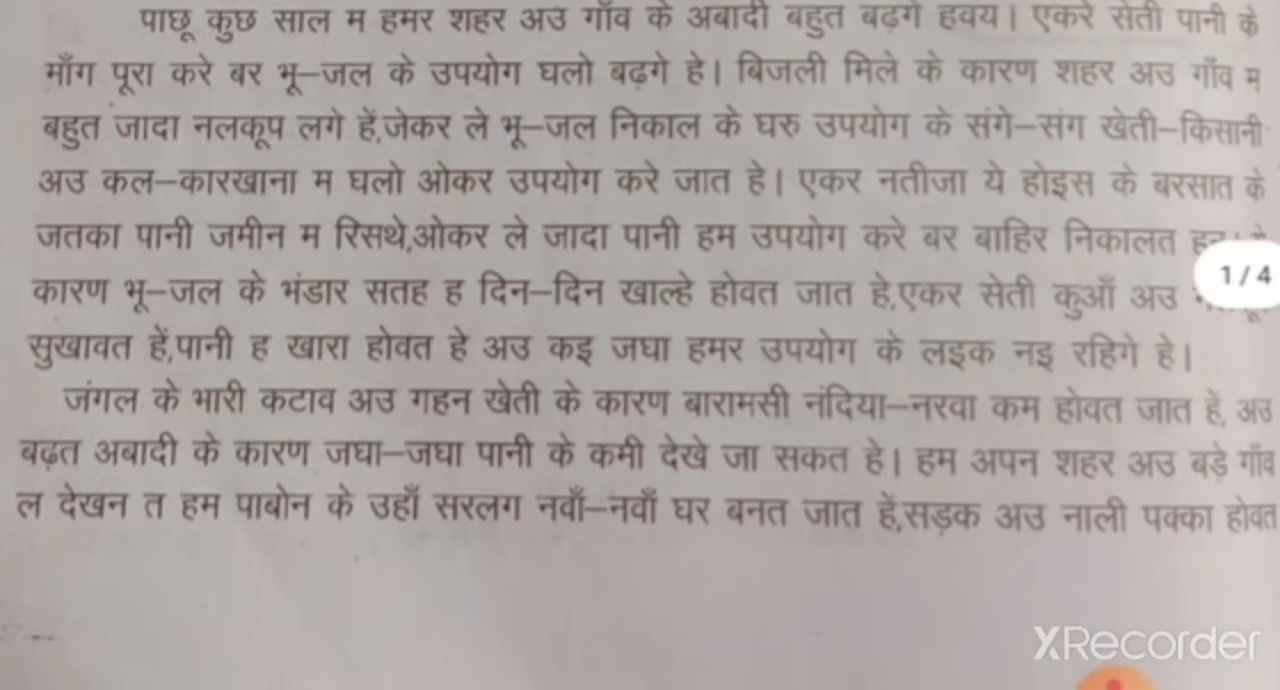 पाछू कुछ साल म हमर शहर अउ गाँव के अबादी बहुत बढ़गे हवय। एकरे सेती पानी के
माँग पूरा करे बर भू–जल के उपयोग घलो बढ़गे हे। बिजली मिले के कारण शहर अउ गाँव म
बहुत जादा नलकूप लगे हें,जेकर ले भू–जल निकाल के घरु उपयोग के संगे–संग खेती–किसानी
अउ कल–कारखाना म घलो ओकर उपयोग करे जात हे। एकर नतीजा ये होइस के बरसात के
जतका पानी जमीन म रिसथे,ओकर ले जादा पानी हम उपयोग करे बर बाहिर निकालत
कारण भू–जल के भंडार सतह ह दिन–दिन खाल्हे होवत जात हे,एकर सेती कुआँ अउ
1/4
सुखावत हें,पानी ह खारा होवत हे अउ कइ जघा हमर उपयोग के लइक नइ रहिगे हे।
जंगल के भारी कटाव अउ गहन खेती के कारण बारामसी नंदिया–नरवा कम होवत जात हें, अउ
बढ़त अबादी के कारण जघा–जघा पानी के कमी देखे जा सकत हे। हम अपन शहर अउ बड़े गाँव
ल देखन त हम पाबोन के उहाँ सरलग नवाँ–नवाँ घर बनत जात हें,सड़क अउ नाली पक्का होवत
XRecorder